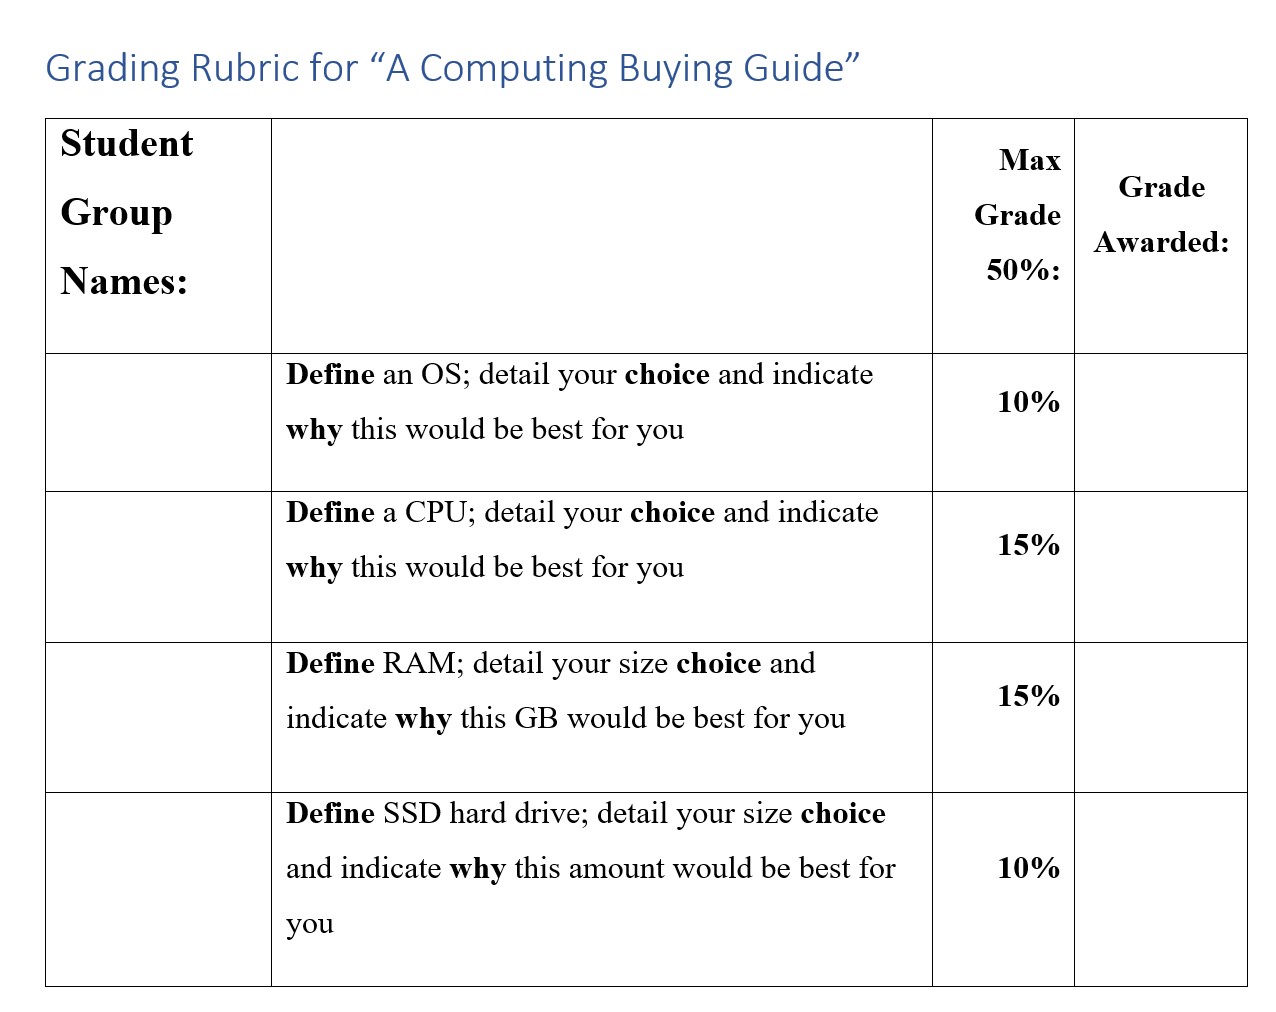 Grading Rubric for “A Computing Buying Guide”
Student
Group
Names:
Max
Grade
50%:
Grade
Awarded:
Define an OS; detail your choice and indicate
why this would be best for you
10%
Define a CPU; detail your choice and indicate
why this would be best for you
15%
Define RAM; detail your size choice and
indicate why this GB would be best for you
15%
Define SSD hard drive; detail your size choice
and indicate why this amount would be best for
you
10%